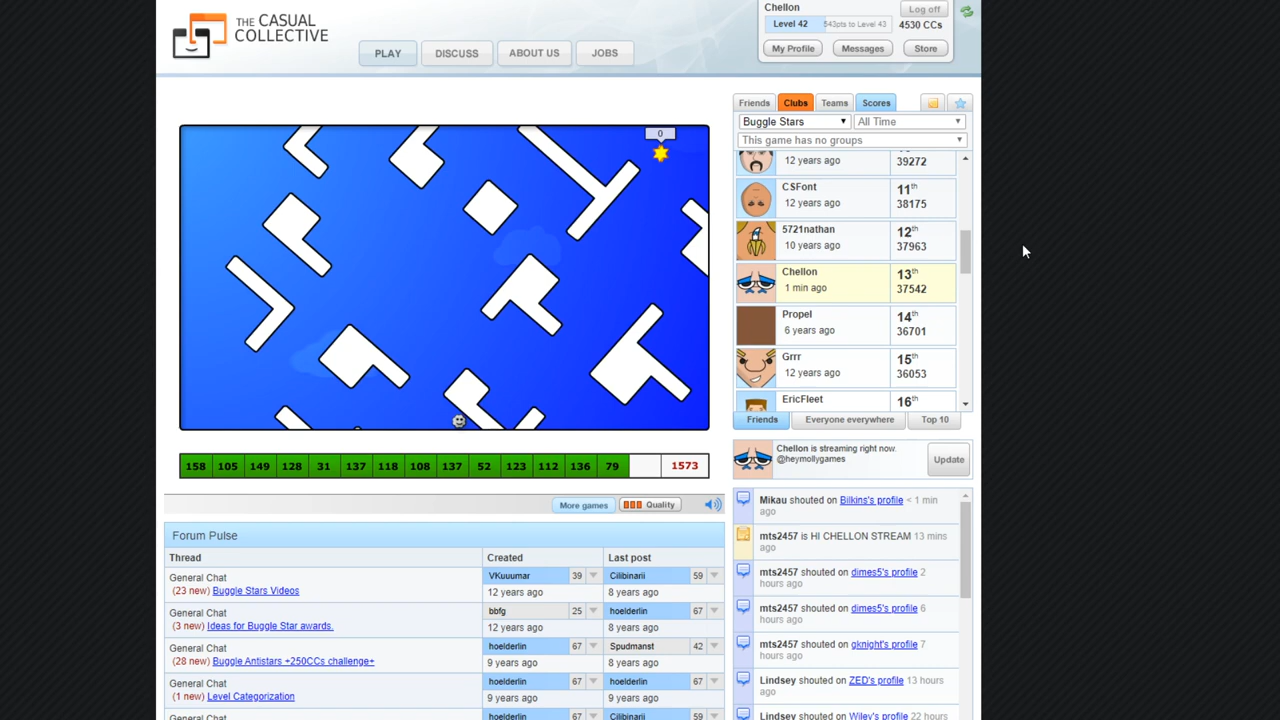 THE CASUAL
COLLECTIVE
PLAY
DISCUSS
ABOUT US
JOBS
Chellon
Log off
Level 42
543pts to Level 43
4530 CCs
My Profile
Messages
Store
Friends
Clubs
Teams
Scores
Buggle Stars
All Time
This game has no groups
12 years ago
39272
CSFont
11th
12 years ago
38175
5721nathan
12th
10 years ago
37963
Chellon
13th
1 min ago
37542
Propel
14th
6 years ago
36701
Grrr
15th
12 years ago
36053
EricFleet
16th
Friends
Everyone everywhere
Top 10
0
158 105 149 128 31 137 118 108 137 52 123 112 136 79 1573
More games
Quality
Chellon is streaming right now.
@heymollygames
Update
Forum Pulse
Thread Created Last post
General Chat
(23 new) Buggle Stars Videos
VKuuumar 39
12 years ago
Cilibinarii 59
8 years ago
General Chat
(3 new) Ideas for Buggle Star awards.
bbfg 25
12 years ago
hoelderlin 67
8 years ago
General Chat
(28 new) Buggle Antistars +250CCs challenge+
hoelderlin 67
9 years ago
Spudmanst 42
8 years ago
General Chat
(1 new) Level Categorization
hoelderlin 67
9 years ago
hoelderlin 67
9 years ago
General Chat
hoelderlin 67
Cilibinarii 59
Mikau shouted on Bilkins's profile < 1 min
ago
mts2457 is HI CHELLON STREAM 13 mins
ago
mts2457 shouted on dimes5's profile 2
hours ago
mts2457 shouted on dimes5's profile 6
hours ago
mts2457 shouted on gknight's profile 7
hours ago
Lindsey shouted on ZED's profile 13 hours
ago
Lindsey shouted on Wiley's profile 22 hours